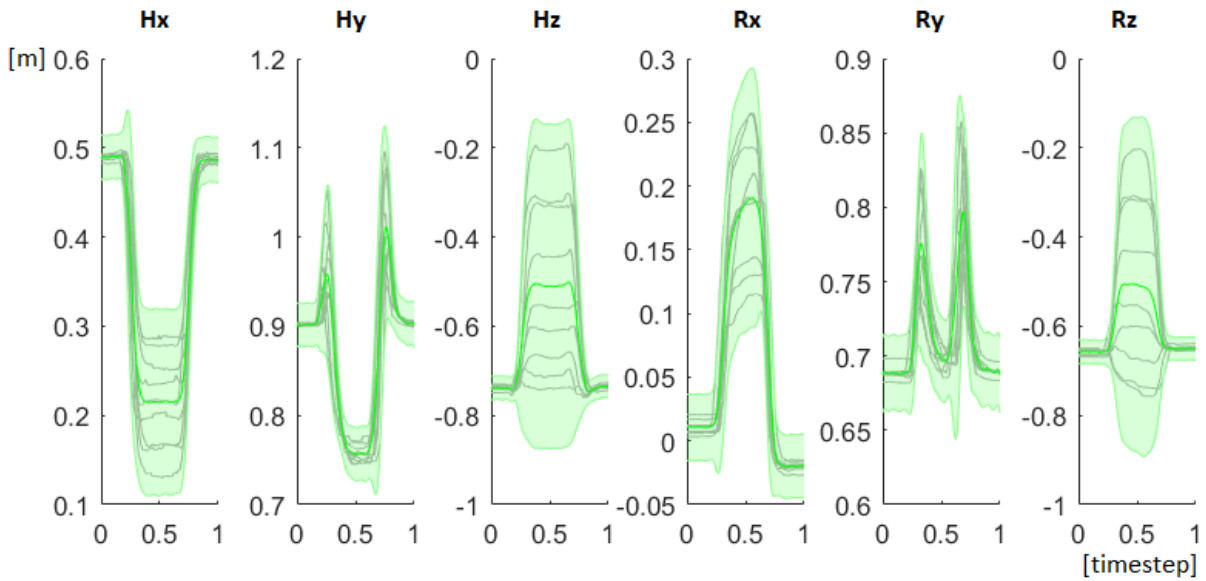 Hx Hy Hz Rx Ry Rz
[m] 0.6 1.2 0 0.3 0.9 0
0.25 0.85
0.5 1.1 -0.2 -0.2
0.2 0.8
0.4 1 -0.4 -0.4
0.15
0.75
0.3 0.9 -0.6 0.1 -0.6
0.7
0.05
0.2 0.8 -0.8 0.65 -0.8
0
0.1 0.7 -1 -0.05 0.6 -1
0 0.5 1 0 0.5 1 0 0.5 1 0 0.5 1 0 0.5 1 0 0.5 1
[timestep]